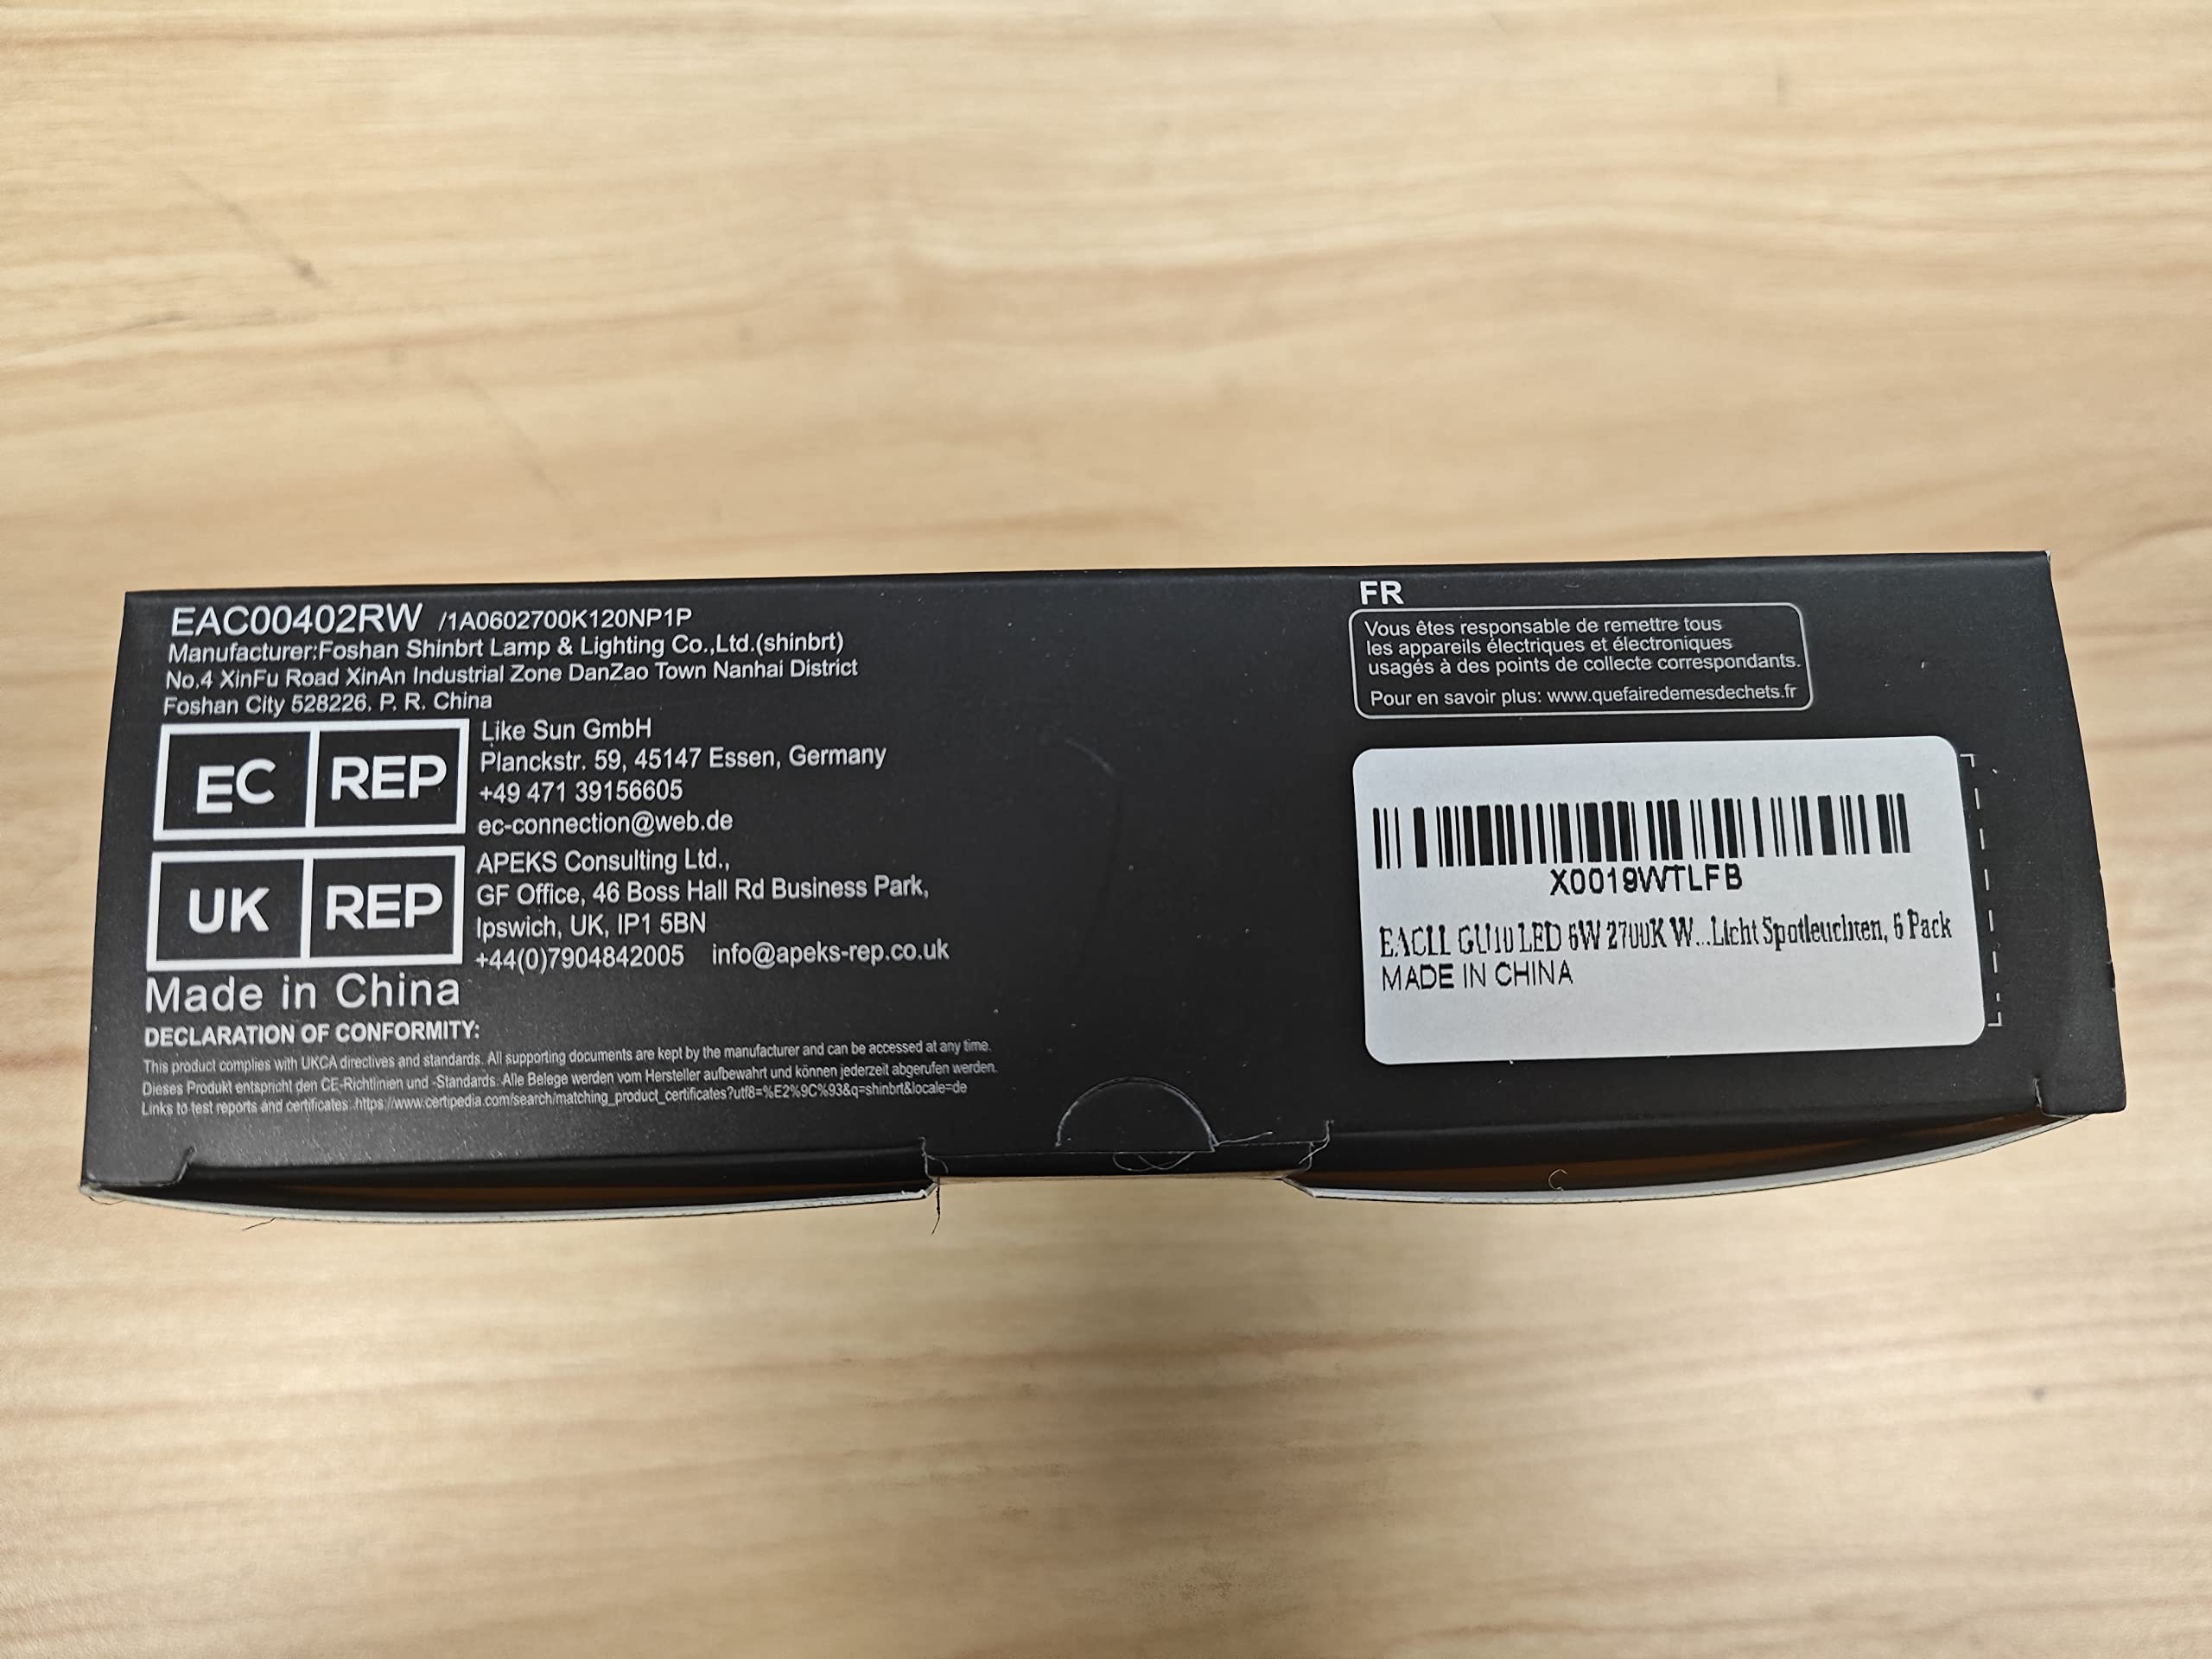 EAC00402RW /1A0602700K120NP1P
Manufacturer:Foshan Shinbrt Lamp & Lighting Co.,Ltd.(shinbrt)
No.4 XinFu Road XinAn Industrial Zone DanZao Town Nanhai District
Foshan City 528226, P. R. China
EC REP
Like Sun GmbH
Planckstr. 59, 45147 Essen, Germany
+49 471 39156605
ec-connection@web.de
UK REP
APEKS Consulting Ltd.,
GF Office, 46 Boss Hall Rd Business Park,
Ipswich, UK, IP1 5BN
+44(0)7904842005 info@apeks-rep.co.uk
Made in China
DECLARATION OF CONFORMITY:
This product complies with UKCA directives and standards. All supporting documents are kept by the manufacturer and can be accessed at any time.
Dieses Produkt entspricht den CE-Richtlinien und -Standards. Alle Belege werden vom Hersteller aufbewahrt und können jederzeit abgerufen werden.
Links to test reports and certificates: https://www.certipedia.com/search/matching_product_certificates?utf8=%E2%9C%93&q=shinbrt&locale=de
FR
Vous êtes responsable de remettre tous
les appareils électriques et électroniques
usagés à des points de collecte correspondants.
Pour en savoir plus: www.quefairedemesdechets.fr
X0019WTLFB
EACLL GU10 LED 6W 2700K W...Licht Spotleuchten, 6 Pack
MADE IN CHINA